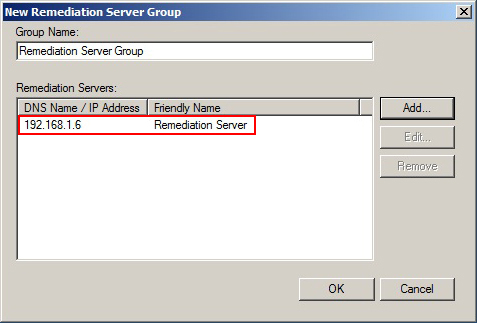 New Remediation Server Group
Group Name:
Remediation Server Group
Remediation Servers:
DNS Name / IP Address Friendly Name
192.168.1.6 Remediation Server
Add...
Edit...
Remove
OK Cancel